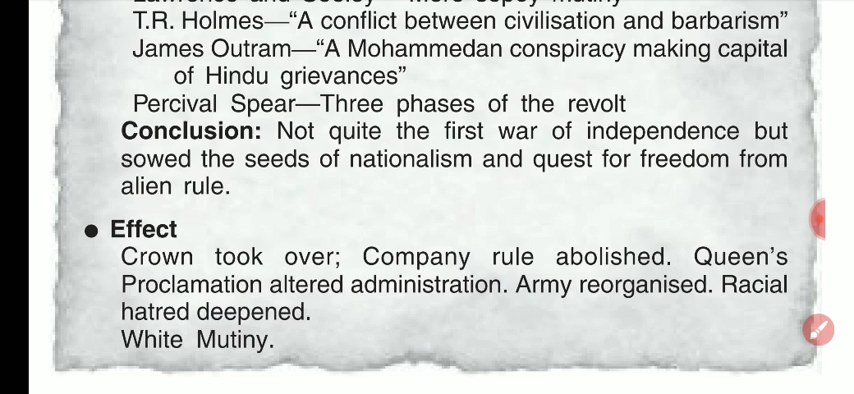 T.R. Holmes—“A conflict between civilisation and barbarism”
James Outram—“A Mohammedan conspiracy making capital
of Hindu grievances”
Percival Spear—Three phases of the revolt
Conclusion: Not quite the first war of independence but
sowed the seeds of nationalism and quest for freedom from
alien rule.
● Effect
Crown took over; Company rule abolished. Queen’s
Proclamation altered administration. Army reorganised. Racial
hatred deepened.
White Mutiny.